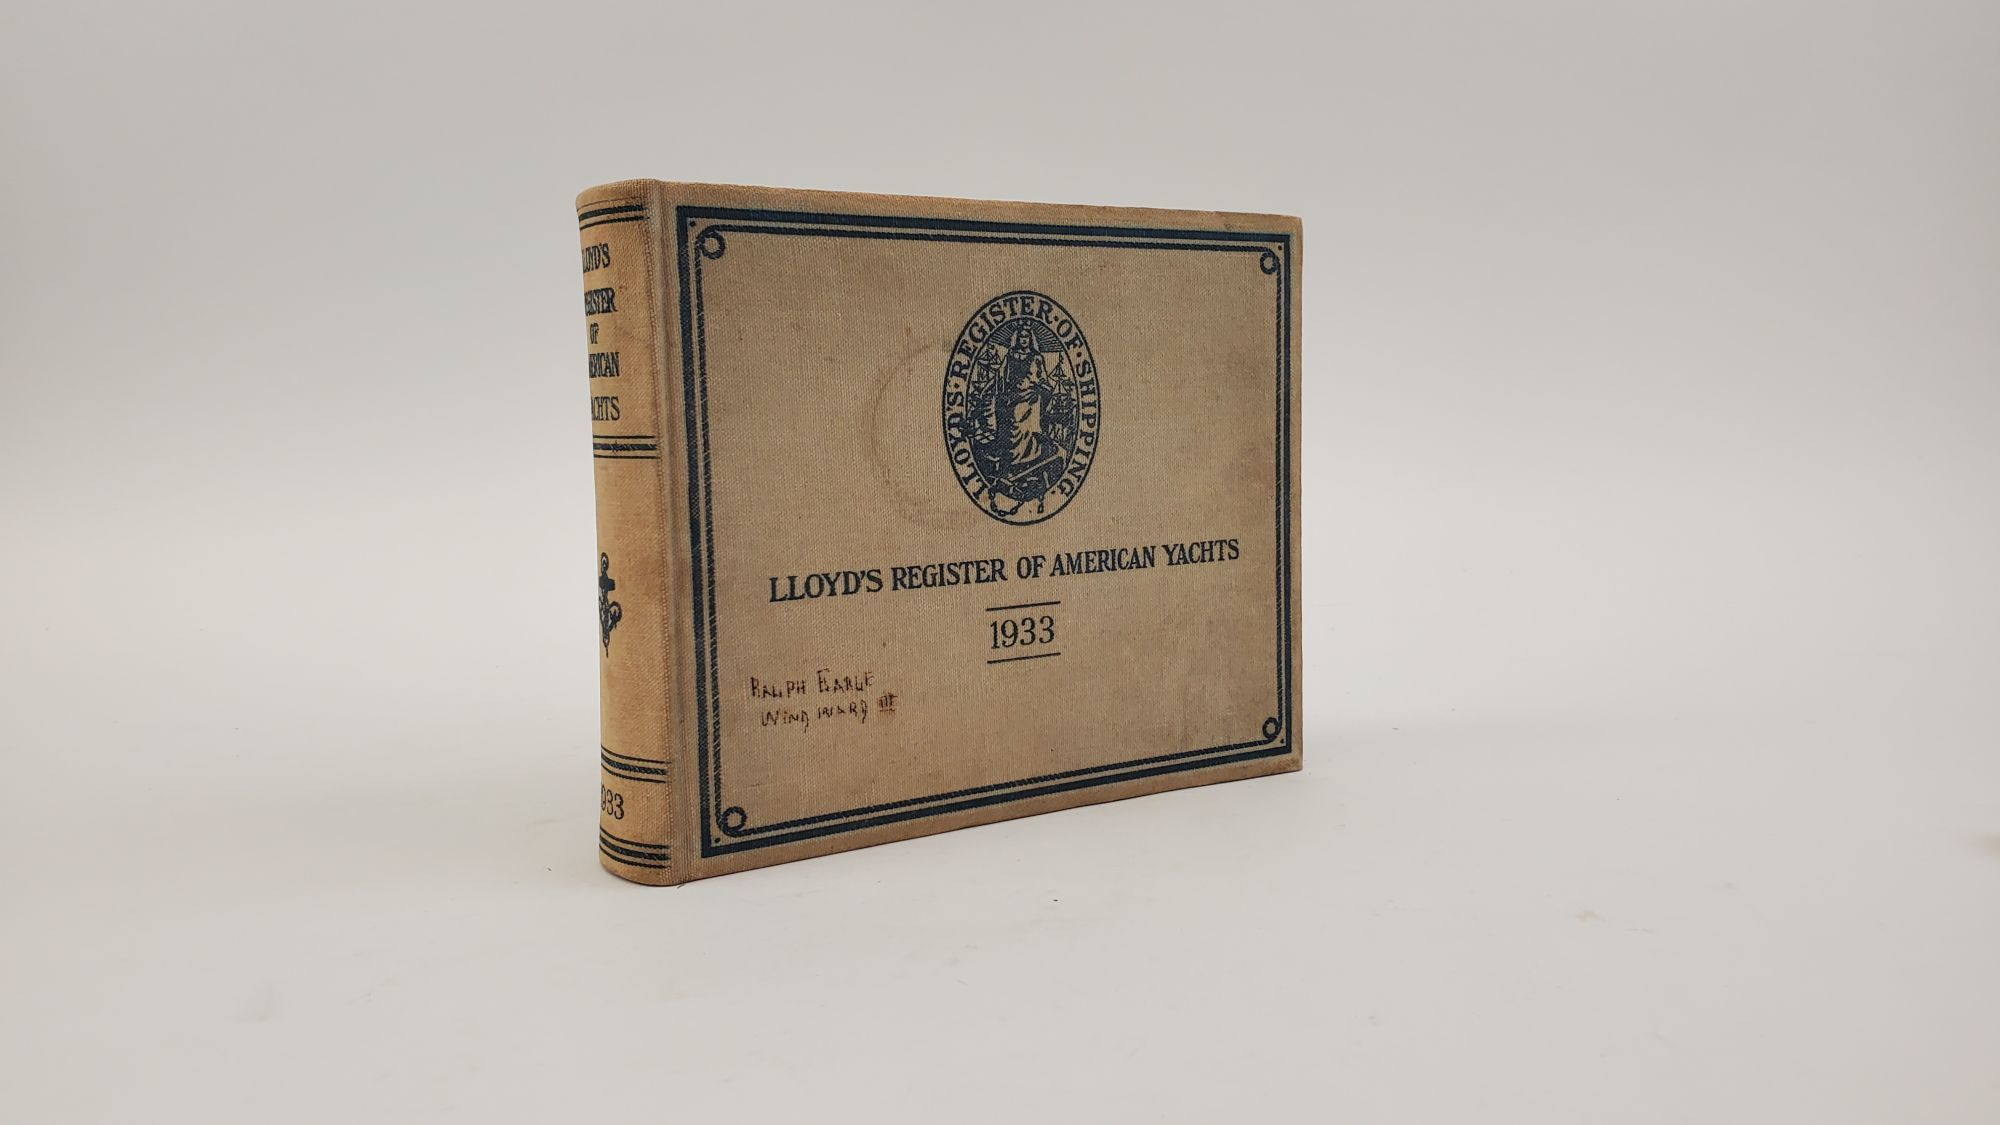 LLOYD'S
REGISTER
OF
AMERICAN
YACHTS
1933
LLOYD'S·REGISTER·OF·SHIPPING.
LLOYD'S REGISTER OF AMERICAN YACHTS
1933
RALPH EARLE
WINDWARD III